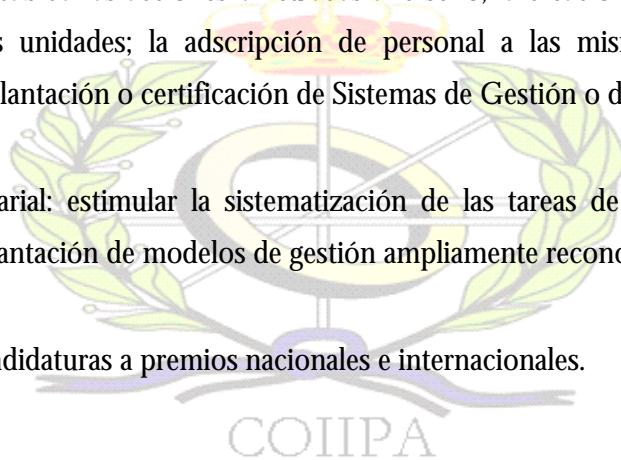 s unidades; la adscripción de personal a las mis
lantación o certificación de Sistemas de Gestión o d
arial: estimular la sistematización de las tareas de
antación de modelos de gestión ampliamente recono
ndidaturas a premios nacionales e internacionales.
COIIPA